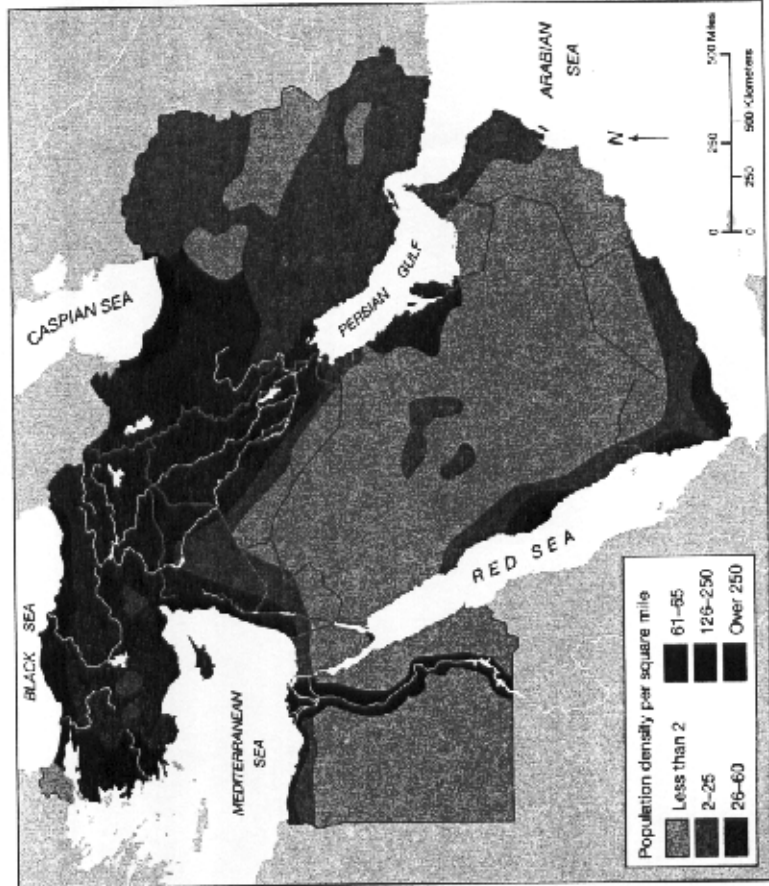 BLACK SEA
CASPIAN SEA
MEDITERRANEAN
SEA
PERSIAN GULF
RED SEA
ARABIAN
SEA
N
0 250 500 Miles
0 250 500 Kilometers
Population density per square mile
Less than 2
2–25
26–60
61–65
126–250
Over 250